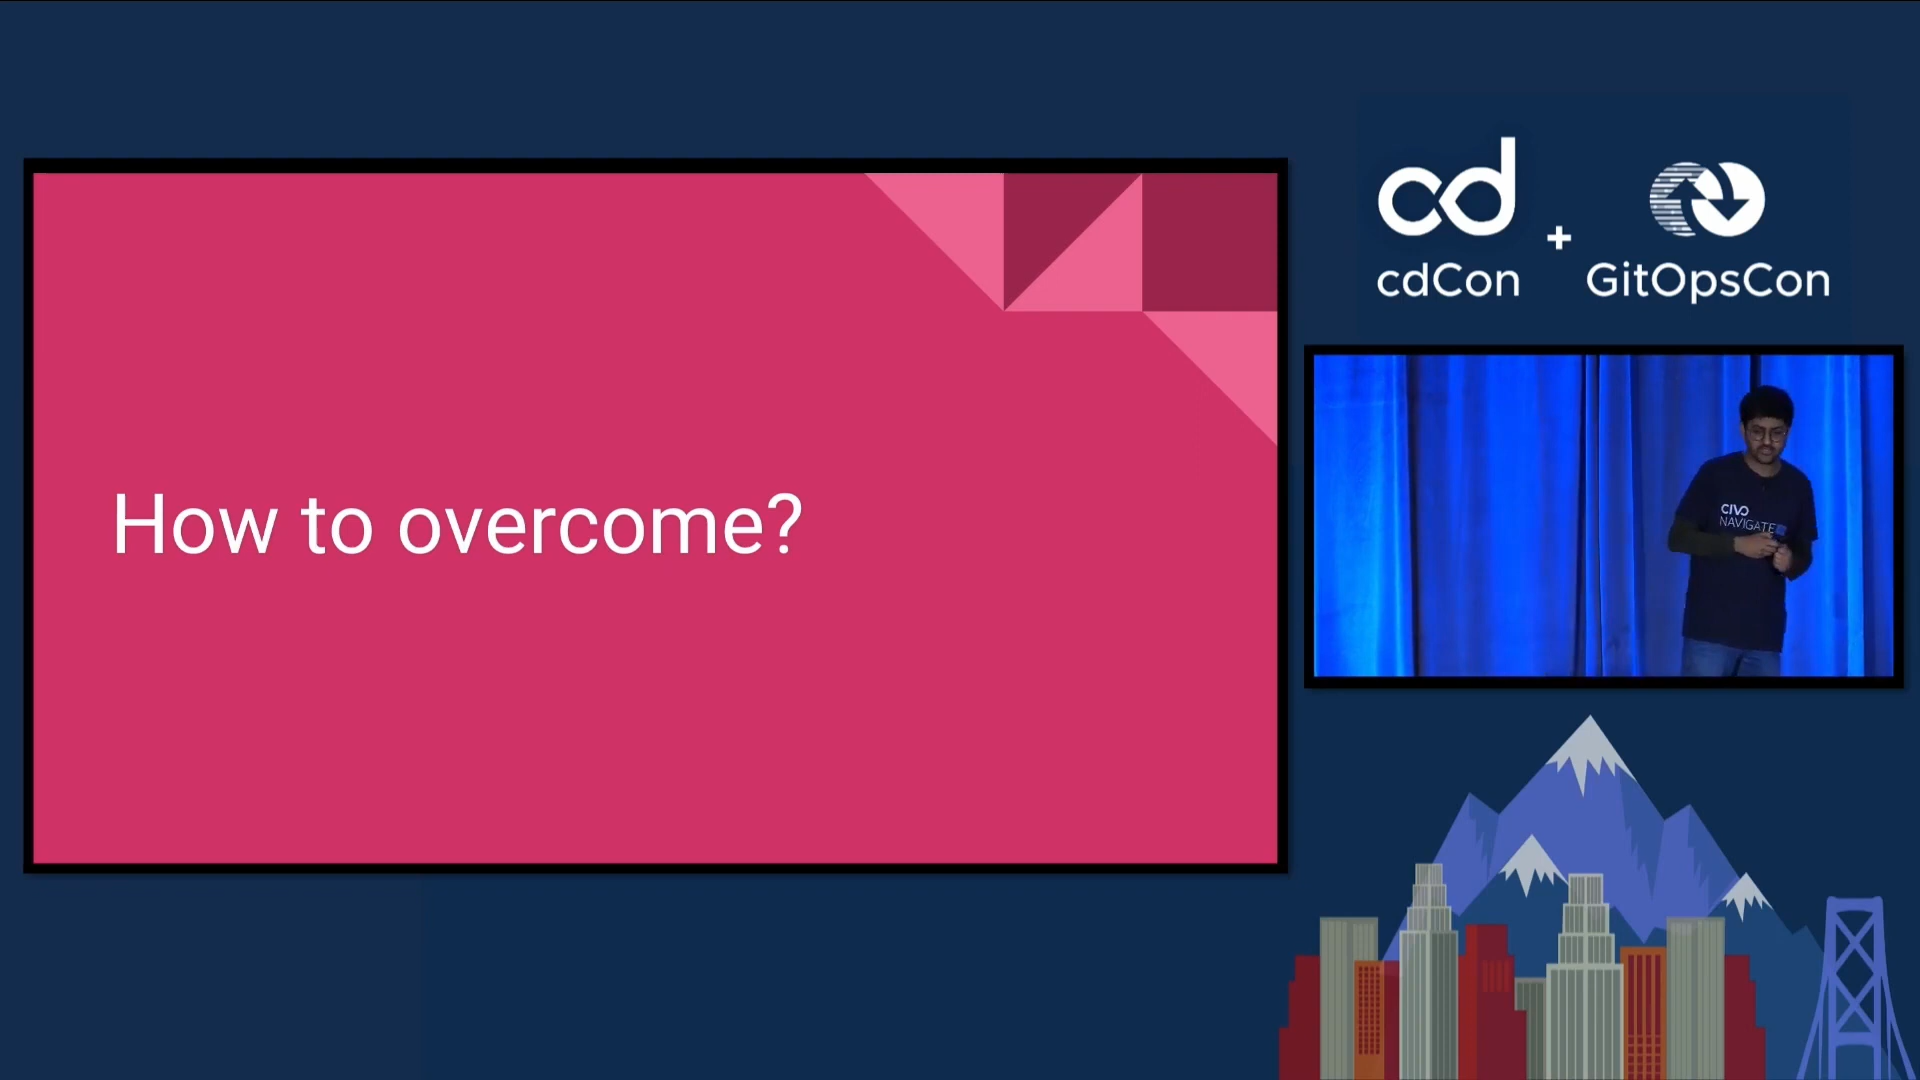 How to overcome?
cd
+
cdCon
GitOpsCon
CIVO
NAVIGATE